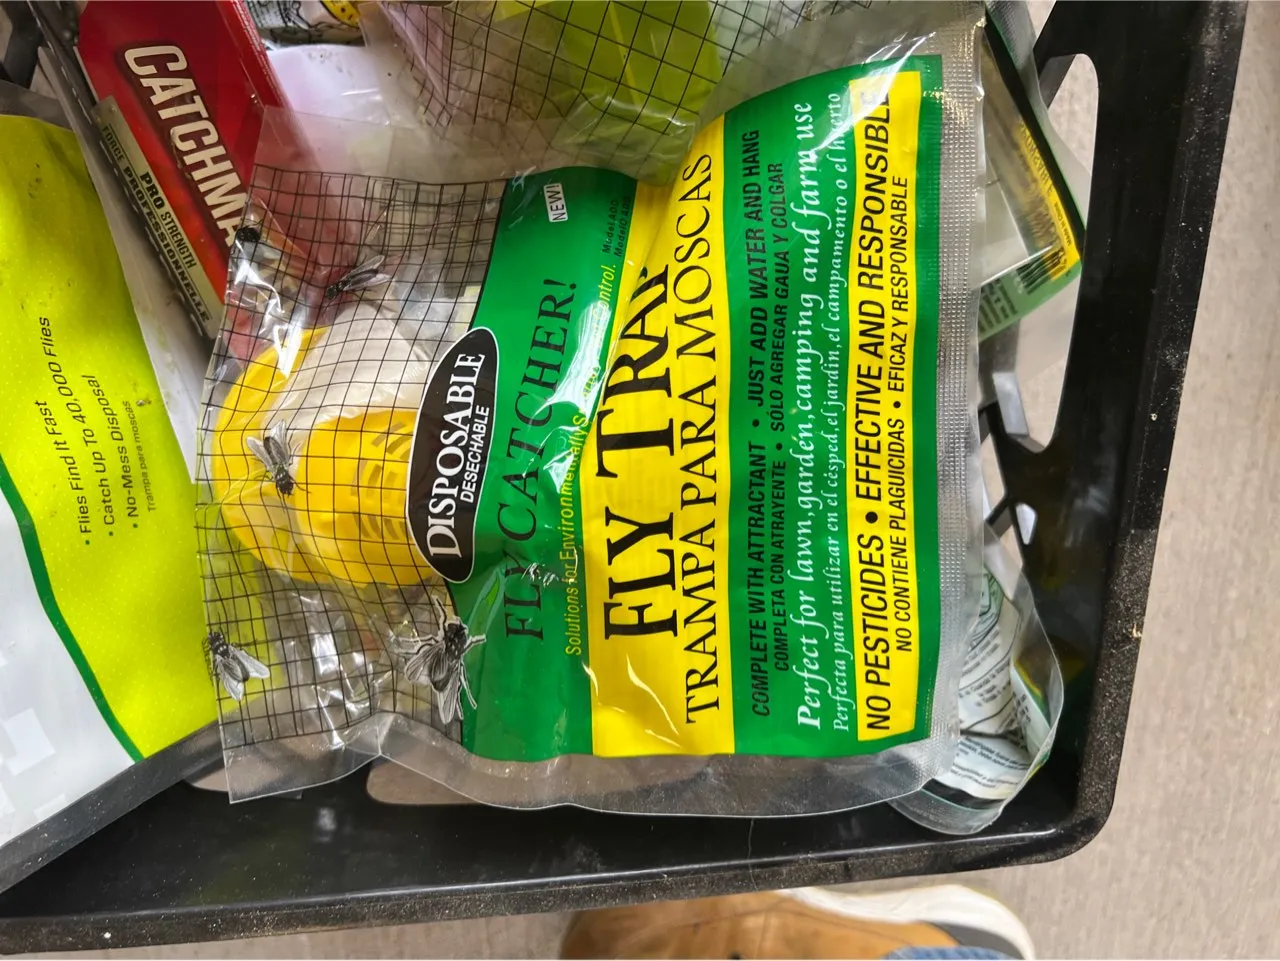 CATCHMA
PRO STRENGTH
FORCE PROFESSIONNELLE
• Flies Find It Fast
• Catch Up To 40,000 Flies
• No-Mess Disposal
Trampa para moscas
NEW!
DISPOSABLE
DESECHABLE
FLY CATCHER!
Solutions for Environmentally S Control.
FLY TRAP
TRAMPA PARA MOSCAS
COMPLETE WITH ATTRACTANT • JUST ADD WATER AND HANG
COMPLETA CON ATRAYENTE • SÓLO AGREGAR GAUA Y COLGAR
Perfect for lawn, garden, camping and farm use
Perfecta para utilizar en el césped, el jardín, el campamento o el huerto
NO PESTICIDES • EFFECTIVE AND RESPONSIBLE
NO CONTIENE PLAGUICIDAS • EFICAZ Y RESPONSABLE